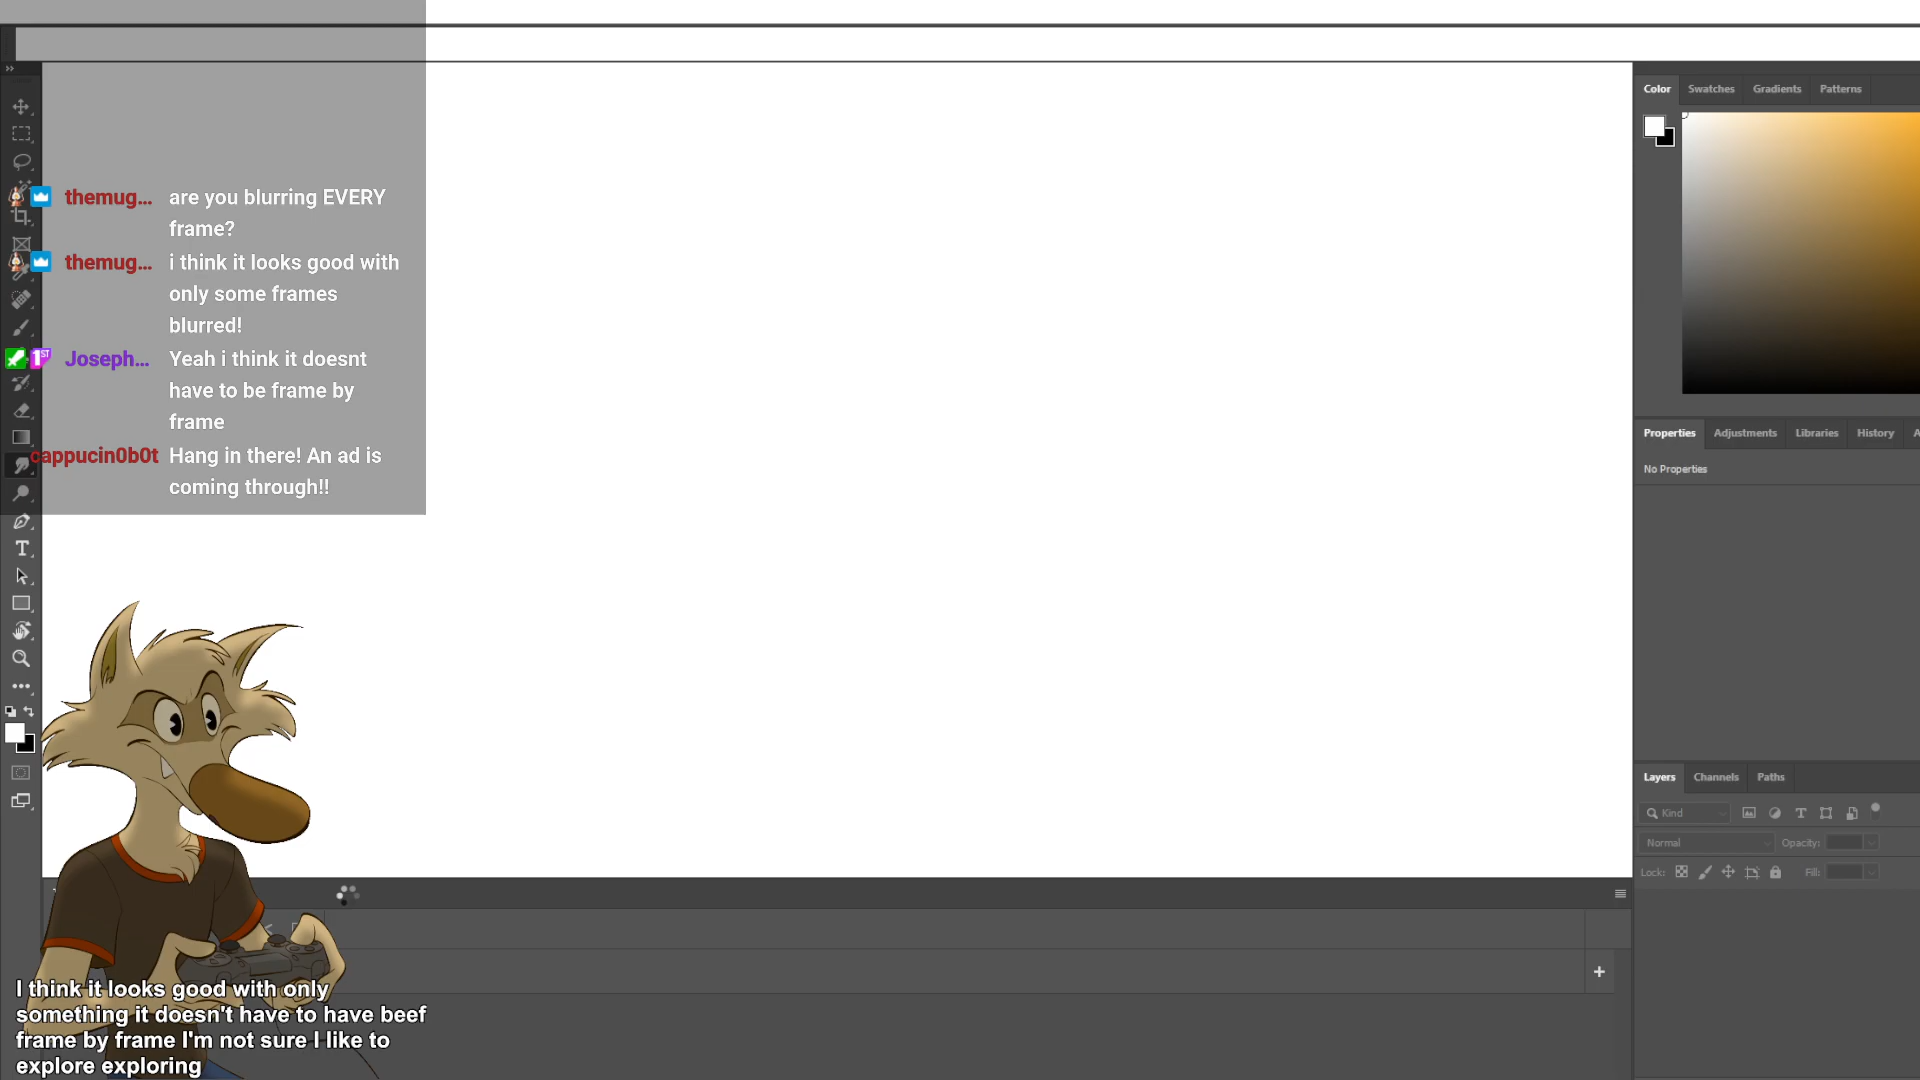 Color Swatches Gradients Patterns
themug... are you blurring EVERY
frame?
themug... i think it looks good with
only some frames
blurred!
1ST Joseph... Yeah i think it doesnt
have to be frame by
frame
cappucin0b0t Hang in there! An ad is
coming through!!
Properties Adjustments Libraries History A
No Properties
Layers Channels Paths
Kind
Normal Opacity:
Lock: Fill:
I think it looks good with only
something it doesn't have to have beef
frame by frame I'm not sure I like to
explore exploring